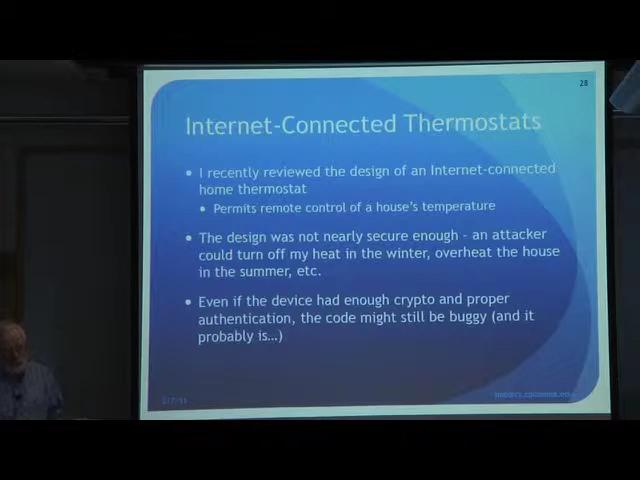 28
Internet-Connected Thermostats
• I recently reviewed the design of an Internet-connected
home thermostat
• Permits remote control of a house's temperature
• The design was not nearly secure enough - an attacker
could turn off my heat in the winter, overheat the house
in the summer, etc.
• Even if the device had enough crypto and proper
authentication, the code might still be buggy (and it
probably is…)